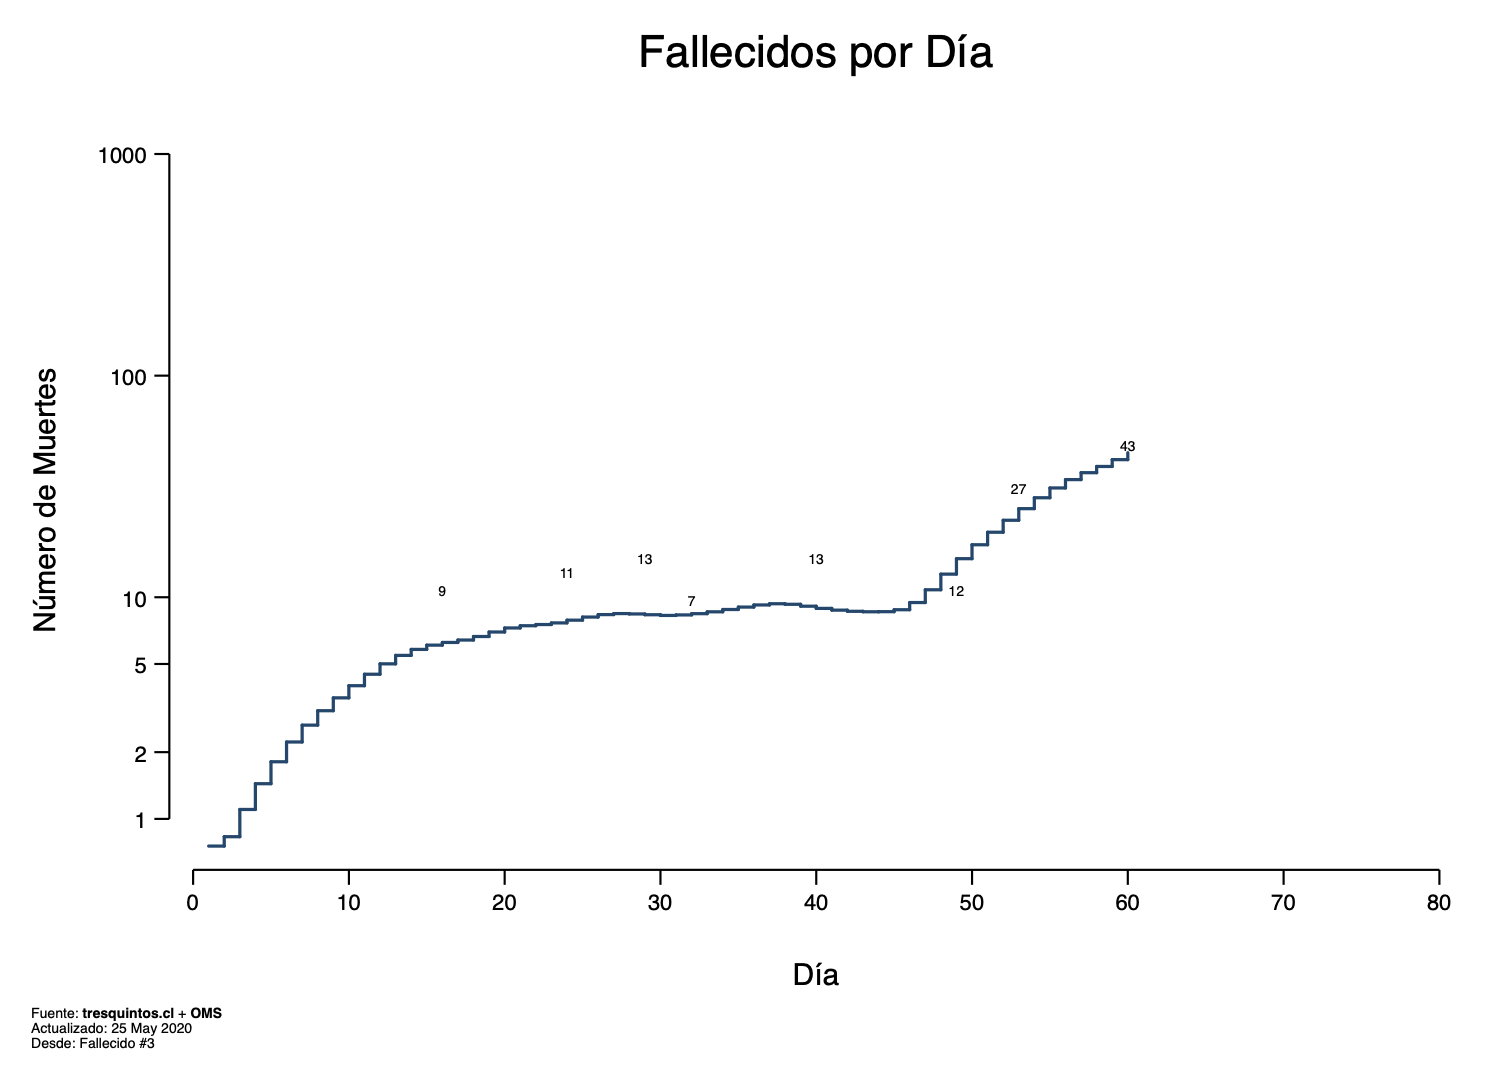 Fallecidos por Día
Número de Muertes
1000
100
10
5
2
1
9
11
13
7
13
12
27
43
0 10 20 30 40 50 60 70 80
Día
Fuente: tresquintos.cl + OMS
Actualizado: 25 May 2020
Desde: Fallecido #3